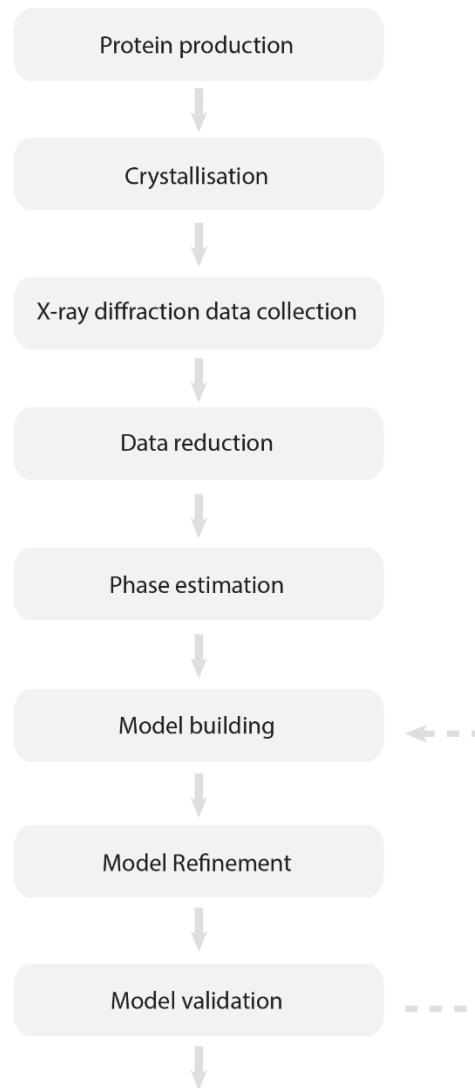 Protein production
Crystallisation
X-ray diffraction data collection
Data reduction
Phase estimation
Model building
Model Refinement
Model validation